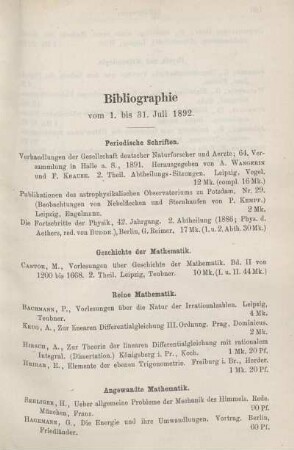 Bibliographie
vom 1. bis 31. Juli 1892.
Periodische Schriften.
Verhandlungen der Gesellschaft deutscher Naturforscher und Aerzte; 64. Ver-
sammlung in Halle a. S., 1891. Herausgegeben von A. WANGERIN
und F. KRAUSE. 2. Theil. Abtheilungs-Sitzungen. Leipzig, Vogel.
12 Mk. (compl. 16 Mk.)
Publikationen des astrophysikalischen Observatoriums zu Potsdam. Nr. 29.
(Beobachtungen von Nebelflecken und Sternhaufen von P. KEMPF.)
Leipzig, Engelmann. 2 Mk.
Die Fortschritte der Physik, 42. Jahrgang. 2. Abtheilung (1886; Phys. d.
Aethers, red. von BUDDE), Berlin, G. Reimer. 17 Mk. (I. u. 2. Abth. 30 Mk.)
Geschichte der Mathematik.
CANTOR, M., Vorlesungen über Geschichte der Mathematik. Bd. II von
1200 bis 1668. 2. Theil. Leipzig, Teubner. 10 Mk. (I. u. II. 44 Mk.)
Reine Mathematik.
BACHMANN, P., Vorlesungen über die Natur der Irrationalzahlen. Leipzig,
Teubner. 4 Mk.
KRUG, A., Zur linearen Differentialgleichung III. Ordnung. Prag, Dominicus.
2 Mk.
HIRSCH, A., Zur Theorie der linearen Differentialgleichung mit rationalem
Integral. (Dissertation.) Königsberg i. Pr., Koch. 1 Mk. 20 Pf.
H., Elemente der ebenen Trigonometrie. Freiburg i. Br., Herder.
1 Mk. 20 Pf.
Angewandte Mathematik.
SEELIGER, H., Ueber allgemeine Probleme der Mechanik des Himmels. Rede.
München, Franz. 90 Pf.
HAGEMANN, G., Die Energie und ihre Umwandlungen. Vortrag. Berlin,
Friedländer. 60 Pf.